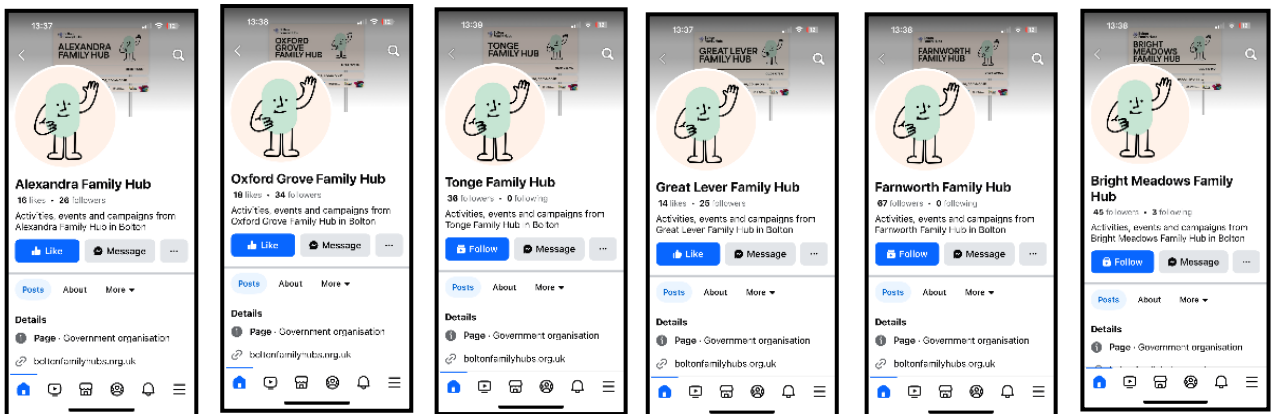 13:37
ALEXANDRA
FAMILY HUB
Alexandra Family Hub
16 likes • 26 followers
Activities, events and campaigns from
Alexandra Family Hub in Bolton
Like
Message
Posts
About
More
Details
Page · Government organisation
boltonfamilyhubs.org.uk
13:38
OXFORD
GROVE
FAMILY HUB
Oxford Grove Family Hub
16 likes • 34 followers
Activities, events and campaigns from
Oxford Grove Family Hub in Bolton
Like
Message
Posts
About
More
Details
Page · Government organisation
boltonfamilyhubs.org.uk
13:39
TONGE
FAMILY HUB
Tonge Family Hub
36 followers • 0 following
Activities, events and campaigns from
Tonge Family Hub in Bolton
Follow
Message
Posts
About
More
Details
Page · Government organisation
boltonfamilyhubs.org.uk
13:37
GREAT LEVER
FAMILY HUB
Great Lever Family Hub
14 likes • 25 followers
Activities, events and campaigns from
Great Lever Family Hub in Bolton
Like
Message
Posts
About
More
Details
Page · Government organisation
boltonfamilyhubs.org.uk
13:38
FARNWORTH
FAMILY HUB
Farnworth Family Hub
67 followers • 0 following
Activities, events and campaigns from
Farnworth Family Hub in Bolton
Follow
Message
Posts
About
More
Details
Page · Government organisation
boltonfamilyhubs.org.uk
13:38
BRIGHT
MEADOWS
FAMILY HUB
Bright Meadows Family
Hub
45 followers • 3 following
Activities, events and campaigns from
Bright Meadows Family Hub in Bolton
Follow
Message
Posts
About
More
Details
Page · Government organisation